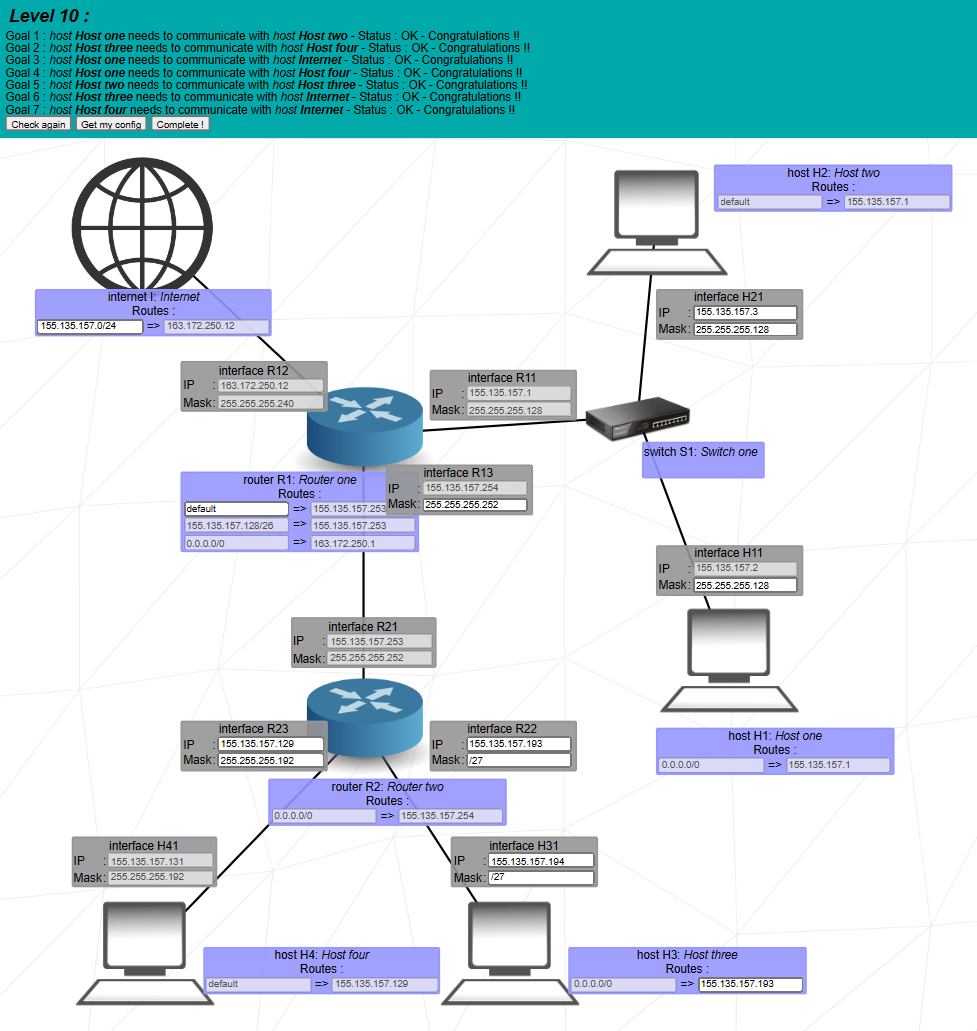 Level 10 :
Goal 1 : host Host one needs to communicate with host Host two - Status : OK - Congratulations !!
Goal 2 : host Host three needs to communicate with host Host four - Status : OK - Congratulations !!
Goal 3 : host Host one needs to communicate with host Internet - Status : OK - Congratulations !!
Goal 4 : host Host one needs to communicate with host Host four - Status : OK - Congratulations !!
Goal 5 : host Host two needs to communicate with host Host three - Status : OK - Congratulations !!
Goal 6 : host Host three needs to communicate with host Internet - Status : OK - Congratulations !!
Goal 7 : host Host four needs to communicate with host Internet - Status : OK - Congratulations !!
Check again Get my config Complete !
host H2: Host two
Routes :
default => 155.135.157.1
internet I: Internet
Routes :
155.135.157.0/24 => 163.172.250.12
interface H21
IP : 155.135.157.3
Mask: 255.255.255.128
interface R12
IP : 163.172.250.12
Mask: 255.255.255.240
interface R11
IP : 155.135.157.1
Mask: 255.255.255.128
switch S1: Switch one
router R1: Router one
Routes :
default => 155.135.157.253
155.135.157.128/26 => 155.135.157.253
0.0.0.0/0 => 163.172.250.1
interface R13
IP : 155.135.157.254
Mask: 255.255.255.252
interface H11
IP : 155.135.157.2
Mask: 255.255.255.128
interface R21
IP : 155.135.157.253
Mask: 255.255.255.252
interface R23
IP : 155.135.157.129
Mask: 255.255.255.192
interface R22
IP : 155.135.157.193
Mask: /27
host H1: Host one
Routes :
0.0.0.0/0 => 155.135.157.1
router R2: Router two
Routes :
0.0.0.0/0 => 155.135.157.254
interface H41
IP : 155.135.157.131
Mask: 255.255.255.192
interface H31
IP : 155.135.157.194
Mask: /27
host H4: Host four
Routes :
default => 155.135.157.129
host H3: Host three
Routes :
0.0.0.0/0 => 155.135.157.193